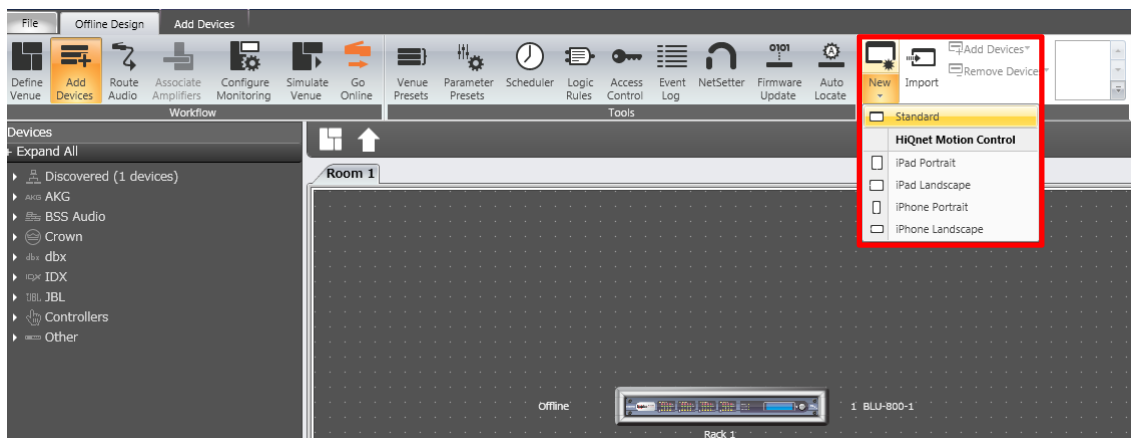 File Offline Design Add Devices
Define Venue
Add Devices
Route Audio
Associate Amplifiers
Configure Monitoring
Simulate Venue
Go Online
Workflow
Venue Presets
Parameter Presets
Scheduler
Logic Rules
Access Control
Event Log
NetSetter
0101
Firmware Update
A
Auto Locate
Tools
New
Import
Add Devices
Remove Device
Standard
HiQnet Motion Control
iPad Portrait
iPad Landscape
iPhone Portrait
iPhone Landscape
Devices
+ Expand All
Discovered (1 devices)
AKG AKG
BSS Audio
Crown
dbx dbx
IDX IDX
JBL JBL
Controllers
Other
Room 1
Offline
1 BLU-800-1
Rack 1